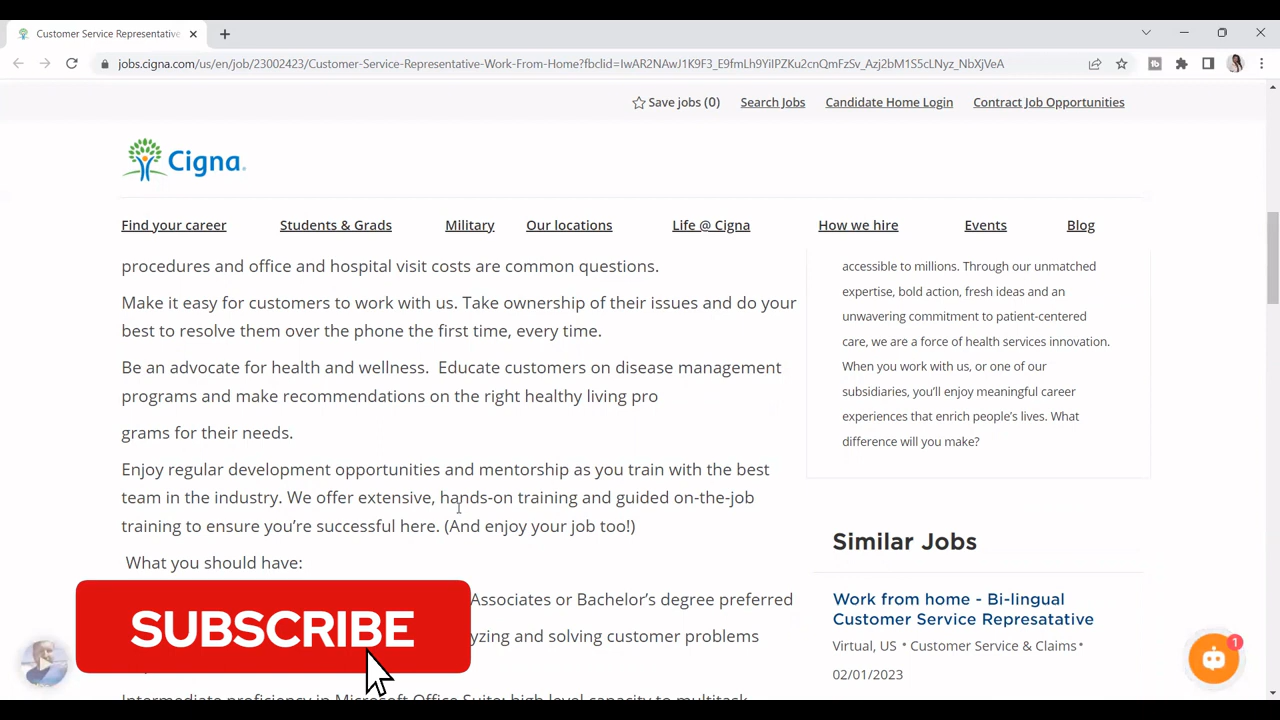 Customer Service Representative
jobs.cigna.com/us/en/job/23002423/Customer-Service-Representative-Work-From-Home?fbclid=IwAR2NAwJ1K9F3_E9fmLh9YiIPZKu2cnQmFzSv_Azj2bM1S5cLNyz_NbXjVeA
Save jobs (0) Search Jobs Candidate Home Login Contract Job Opportunities
Cigna.
Find your career Students & Grads Military Our locations Life @ Cigna How we hire Events Blog
procedures and office and hospital visit costs are common questions.
Make it easy for customers to work with us. Take ownership of their issues and do your
best to resolve them over the phone the first time, every time.
Be an advocate for health and wellness.  Educate customers on disease management
programs and make recommendations on the right healthy living pro
grams for their needs.
Enjoy regular development opportunities and mentorship as you train with the best
team in the industry. We offer extensive, hands-on training and guided on-the-job
training to ensure you're successful here. (And enjoy your job too!)
What you should have:
Associates or Bachelor's degree preferred
yzing and solving customer problems
Intermediate proficiency in Microsoft Office Suite; high level capacity to multitask
SUBSCRIBE
accessible to millions. Through our unmatched
expertise, bold action, fresh ideas and an
unwavering commitment to patient-centered
care, we are a force of health services innovation.
When you work with us, or one of our
subsidiaries, you'll enjoy meaningful career
experiences that enrich people's lives. What
difference will you make?
Similar Jobs
Work from home - Bi-lingual
Customer Service Represatative
Virtual, US • Customer Service & Claims •
02/01/2023
1